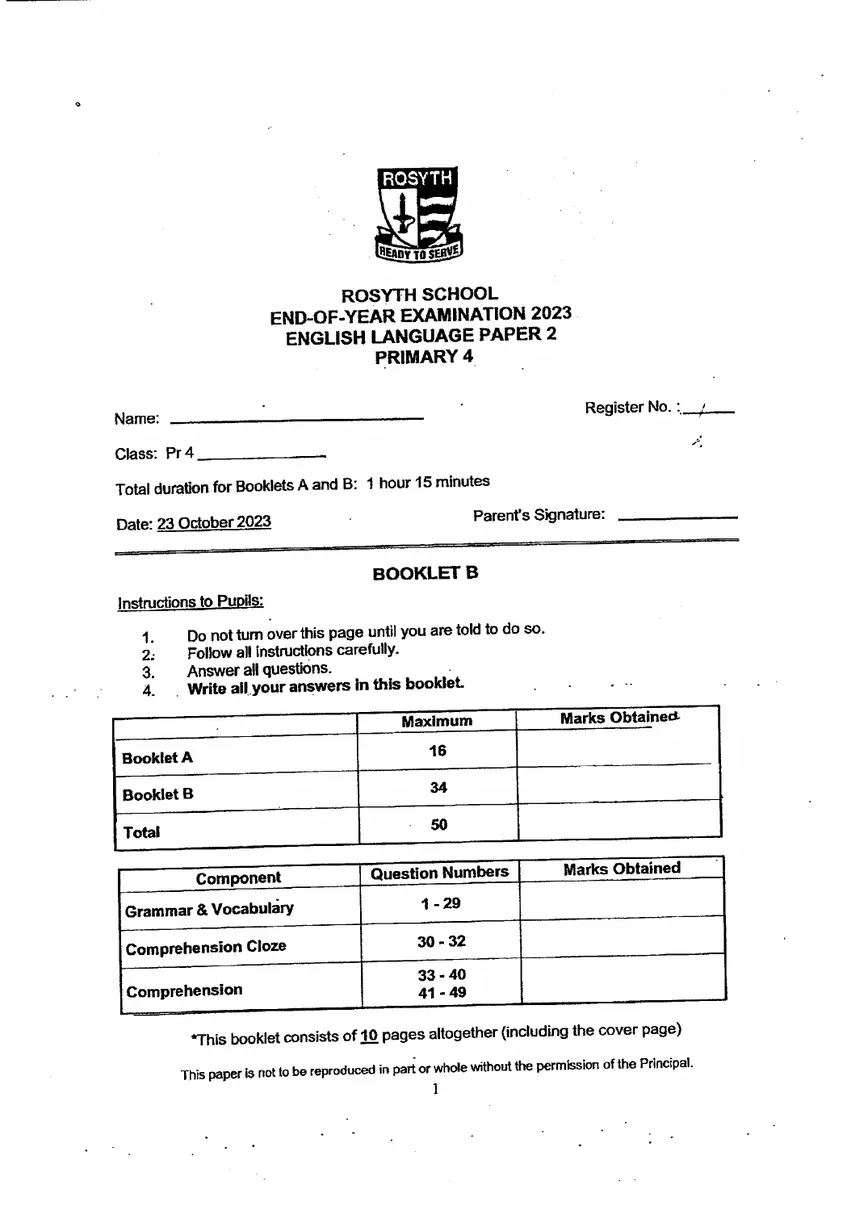 ROSYTH
READY TO SERVE
ROSYTH SCHOOL
END-OF-YEAR EXAMINATION 2023
ENGLISH LANGUAGE PAPER 2
PRIMARY 4
Name:
Register No. :
Class: Pr 4
Total duration for Booklets A and B: 1 hour 15 minutes
Date: 23 October 2023
Parent's Signature:
BOOKLET B
Instructions to Pupils:
1. Do not turn over this page until you are told to do so.
2. Follow all instructions carefully.
3. Answer all questions.
4. Write all your answers in this booklet.
Maximum Marks Obtained
Booklet A 16
Booklet B 34
Total 50
Component Question Numbers Marks Obtained
Grammar & Vocabulary 1 - 29
Comprehension Cloze 30 - 32
Comprehension 33 - 40
41 - 49
*This booklet consists of 10 pages altogether (including the cover page)
This paper is not to be reproduced in part or whole without the permission of the Principal.
1